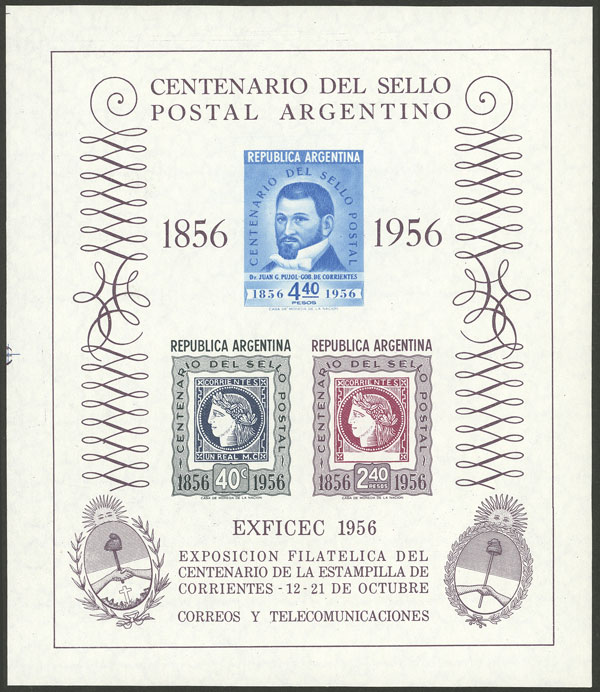 CENTENARIO DEL SELLO
POSTAL ARGENTINO
REPUBLICA ARGENTINA
CENTENARIO DEL SELLO POSTAL
1856
1956
Dr. JUAN G. PUJOL-GOB. DE CORRIENTES
1856 4 40 1956
PESOS
CASA DE MONEDA DE LA NACION
REPUBLICA ARGENTINA
CENTENARIO DEL SELLO POSTAL
CORRIENTES
UN REAL M.C.
1856 40c 1956
CASA DE MONEDA DE LA NACION
REPUBLICA ARGENTINA
CENTENARIO DEL SELLO POSTAL
CORRIENTES
1856 2 40 1956
PESOS
CASA DE MONEDA DE LA NACION
EXFICEC 1956
EXPOSICION FILATELICA DEL
CENTENARIO DE LA ESTAMPILLA DE
CORRIENTES - 12 - 21 DE OCTUBRE
CORREOS Y TELECOMUNICACIONES